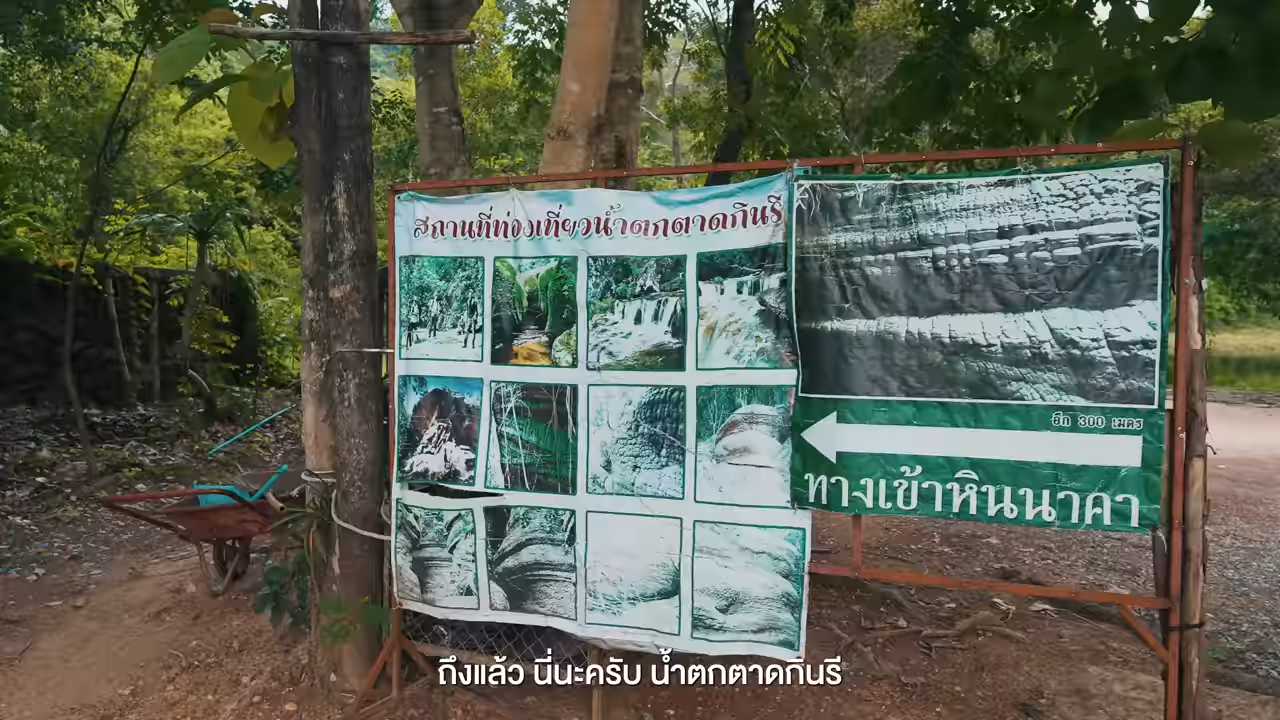 สถานที่ท่องเที่ยวน้ำตกตาดกินรี
อีก 300 เมตร
ทางเข้าหินนาคา
ถึงแล้ว นี่นะครับ น้ำตกตาดกินรี